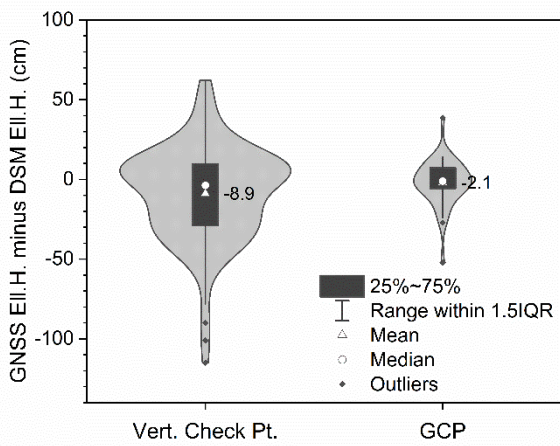 GNSS Ell.H. minus DSM Ell.H. (cm)
100
50
0
-50
-100
-8.9
-2.1
25%~75%
Range within 1.5IQR
Mean
Median
Outliers
Vert. Check Pt.
GCP